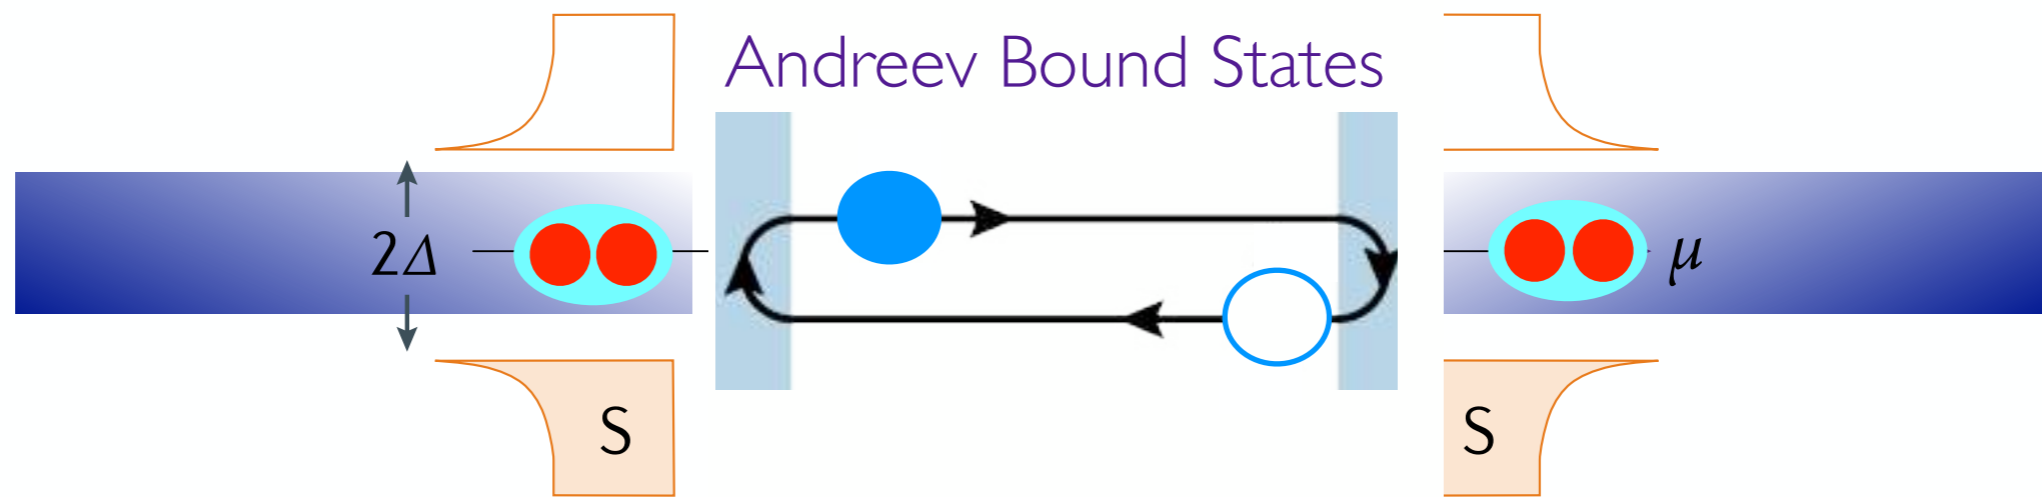 Andreev Bound States
2Δ
μ
S
S